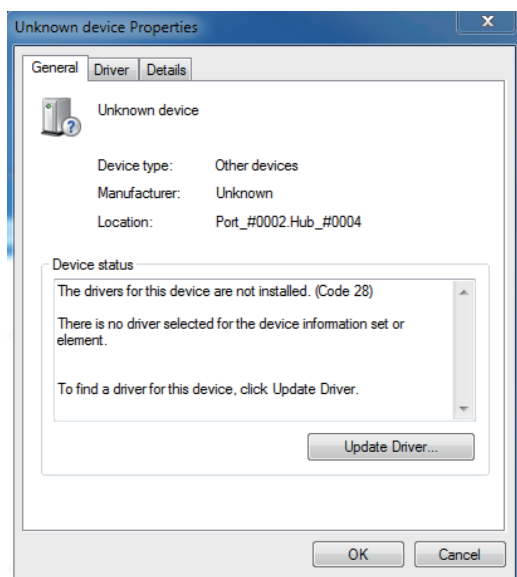 Unknown device Properties
X
General Driver Details
?
Unknown device
Device type: Other devices
Manufacturer: Unknown
Location: Port_#0002.Hub_#0004
Device status
The drivers for this device are not installed. (Code 28)
There is no driver selected for the device information set or
element.
To find a driver for this device, click Update Driver.
Update Driver...
OK Cancel